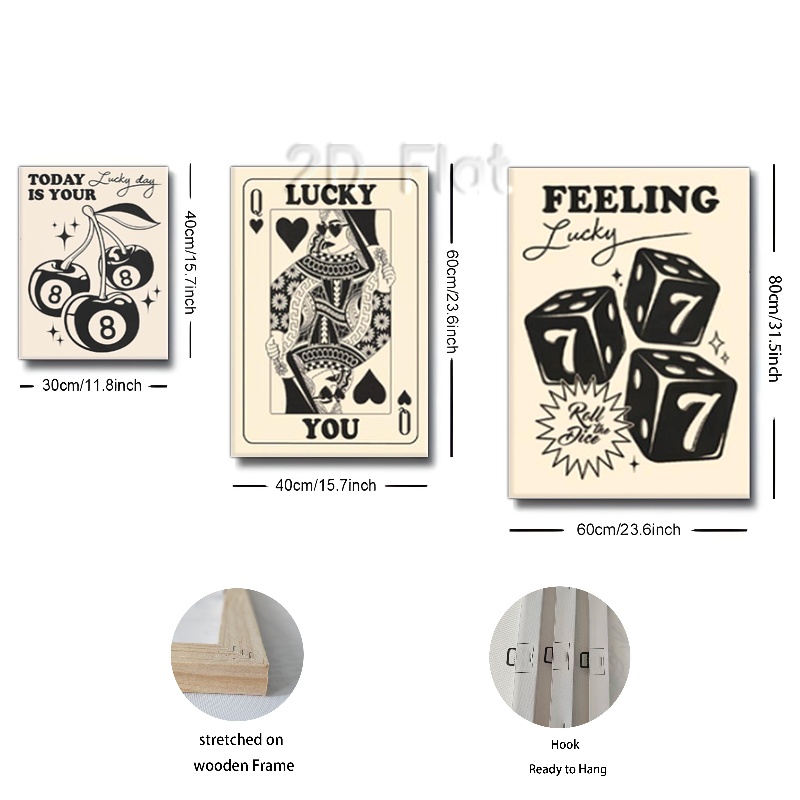 2D Flat
TODAY Lucky day
IS YOUR
8
8
8
40cm/15.7inch
30cm/11.8inch
Q
LUCKY
YOU
Q
60cm/23.6inch
40cm/15.7inch
FEELING
Lucky
7
7
7
Roll
of the
Dice
80cm/31.5inch
60cm/23.6inch
stretched on
wooden Frame
Hook
Ready to Hang